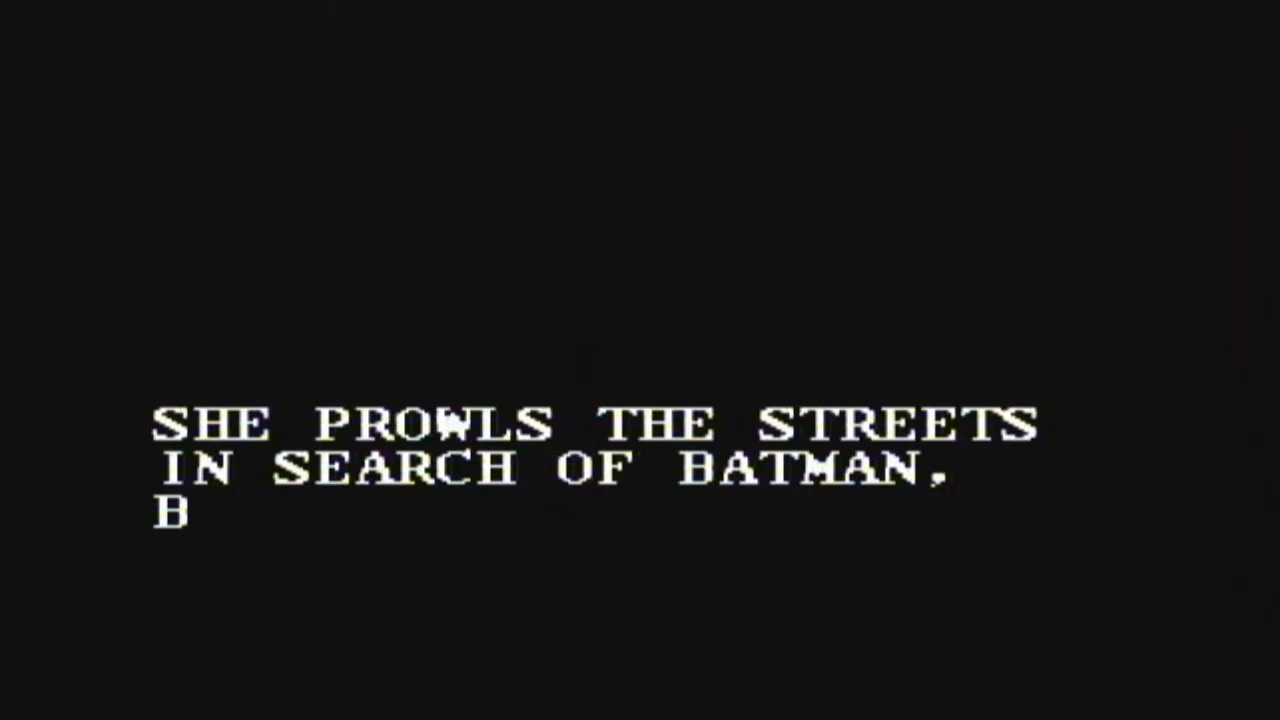 SHE PROWLS THE STREETS
IN SEARCH OF BATMAN,
B